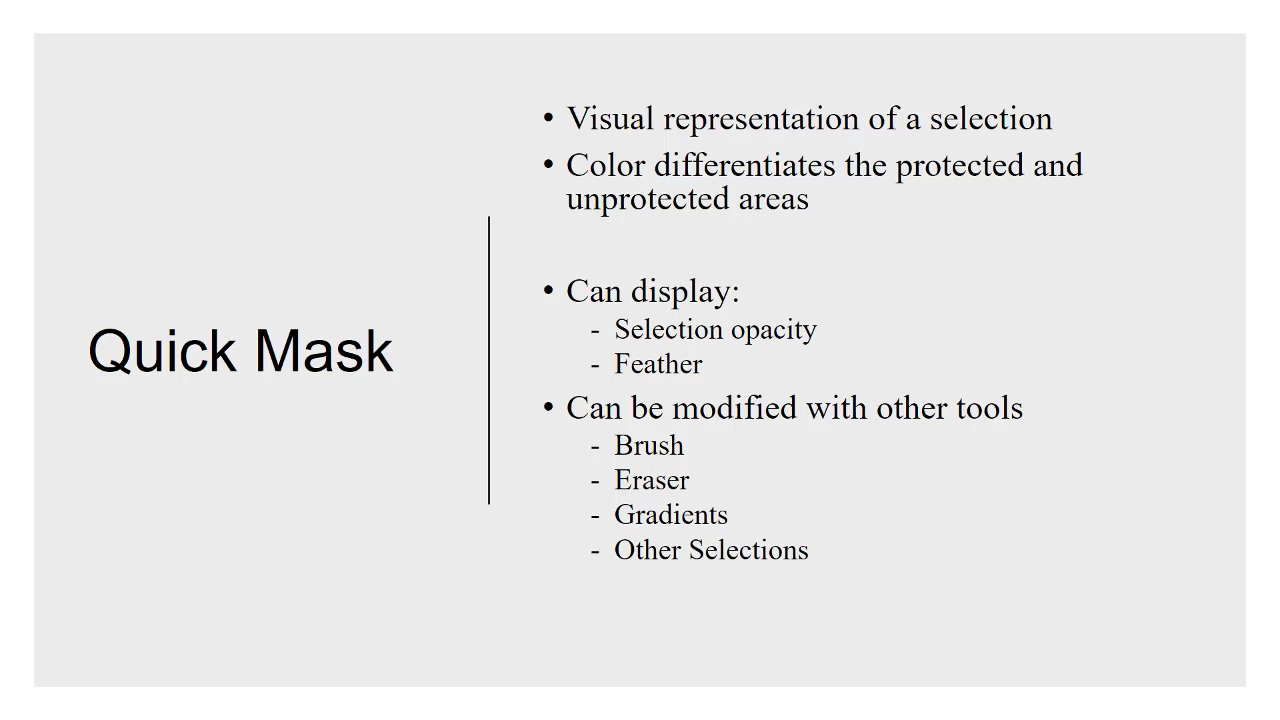 Quick Mask
• Visual representation of a selection
• Color differentiates the protected and
unprotected areas
• Can display:
- Selection opacity
- Feather
• Can be modified with other tools
- Brush
- Eraser
- Gradients
- Other Selections